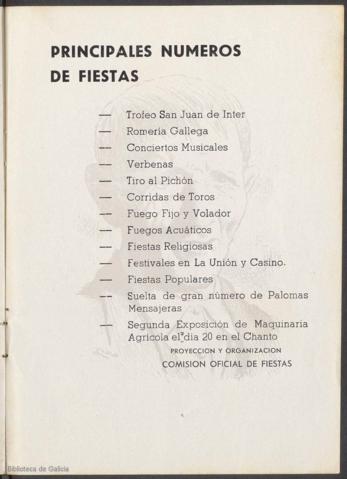 PRINCIPALES NUMEROS
DE FIESTAS
— Trofeo San Juan de Inter
— Romería Gallega
— Conciertos Musicales
— Verbenas
— Tiro al Pichón
— Corridas de Toros
— Fuego Fijo y Volador
— Fuegos Acuáticos
— Fiestas Religiosas
— Festivales en La Unión y Casino.
— Fiestas Populares
— Suelta de gran número de Palomas
Mensajeras
— Segunda Exposición de Maquinaria
Agrícola el día 20 en el Chanto
PROYECCION Y ORGANIZACION
COMISION OFICIAL DE FIESTAS
Biblioteca de Galicia